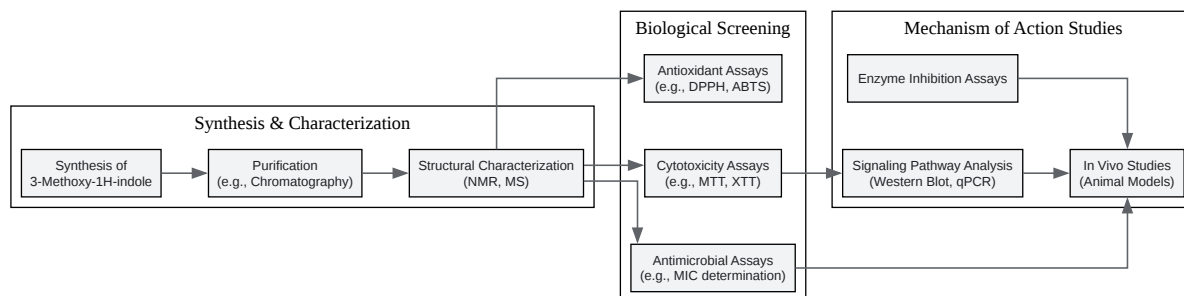 Synthesis & Characterization
Synthesis of
3-Methoxy-1H-indole
Purification
(e.g., Chromatography)
Structural Characterization
(NMR, MS)
Biological Screening
Antioxidant Assays
(e.g., DPPH, ABTS)
Cytotoxicity Assays
(e.g., MTT, XTT)
Antimicrobial Assays
(e.g., MIC determination)
Mechanism of Action Studies
Enzyme Inhibition Assays
Signaling Pathway Analysis
(Western Blot, qPCR)
In Vivo Studies
(Animal Models)